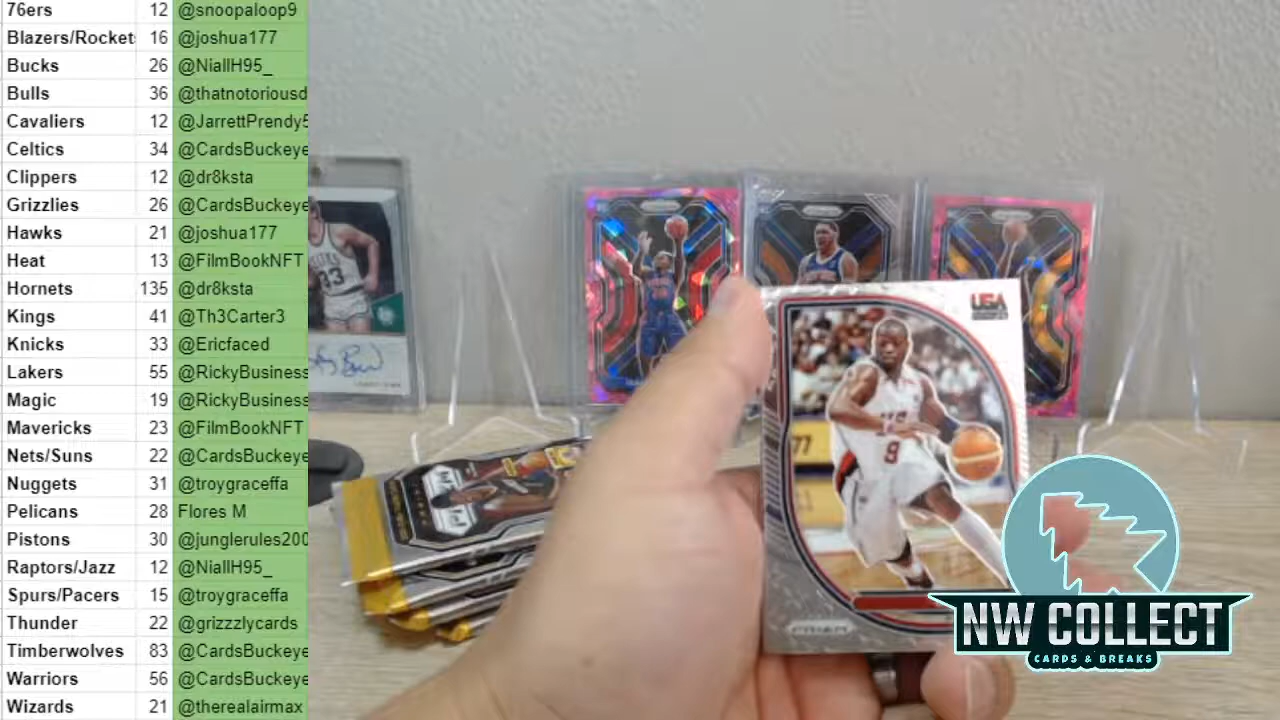 76ers 12 @snoopaloop9
Blazers/Rocket 16 @joshua177
Bucks 26 @NiallH95_
Bulls 36 @thatnotoriousd
Cavaliers 12 @JarrettPrendy5
Celtics 34 @CardsBuckeye
Clippers 12 @dr8ksta
Grizzlies 26 @CardsBuckeye
Hawks 21 @joshua177
Heat 13 @FilmBookNFT
Hornets 135 @dr8ksta
Kings 41 @Th3Carter3
Knicks 33 @Ericfaced
Lakers 55 @RickyBusiness
Magic 19 @RickyBusiness
Mavericks 23 @FilmBookNFT
Nets/Suns 22 @CardsBuckeye
Nuggets 31 @troygraceffa
Pelicans 28 Flores M
Pistons 30 @junglerules200
Raptors/Jazz 12 @NiallH95_
Spurs/Pacers 15 @troygraceffa
Thunder 22 @grizzzlycards
Timberwolves 83 @CardsBuckeye
Warriors 56 @CardsBuckeye
Wizards 21 @therealairmax
33
USA
9
77
PRIZM
NW COLLECT
CARDS & BREAKS